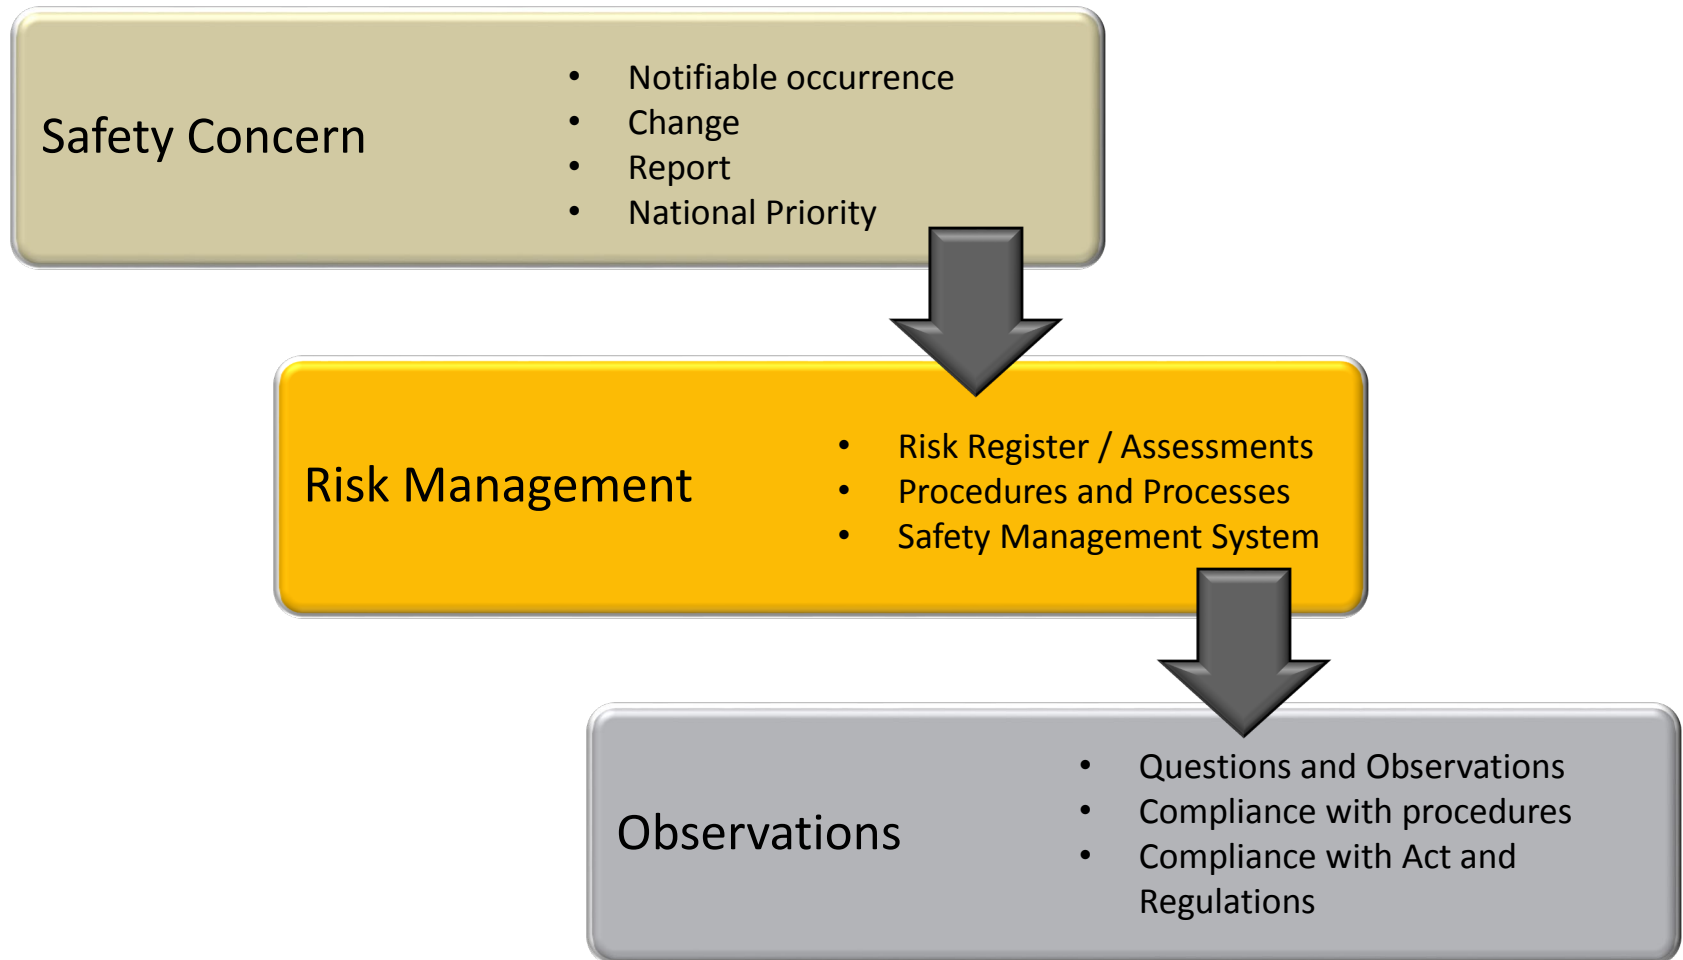 Safety Concern
• Notifiable occurrence
• Change
• Report
• National Priority
Risk Management
• Risk Register / Assessments
• Procedures and Processes
• Safety Management System
Observations
• Questions and Observations
• Compliance with procedures
• Compliance with Act and
Regulations